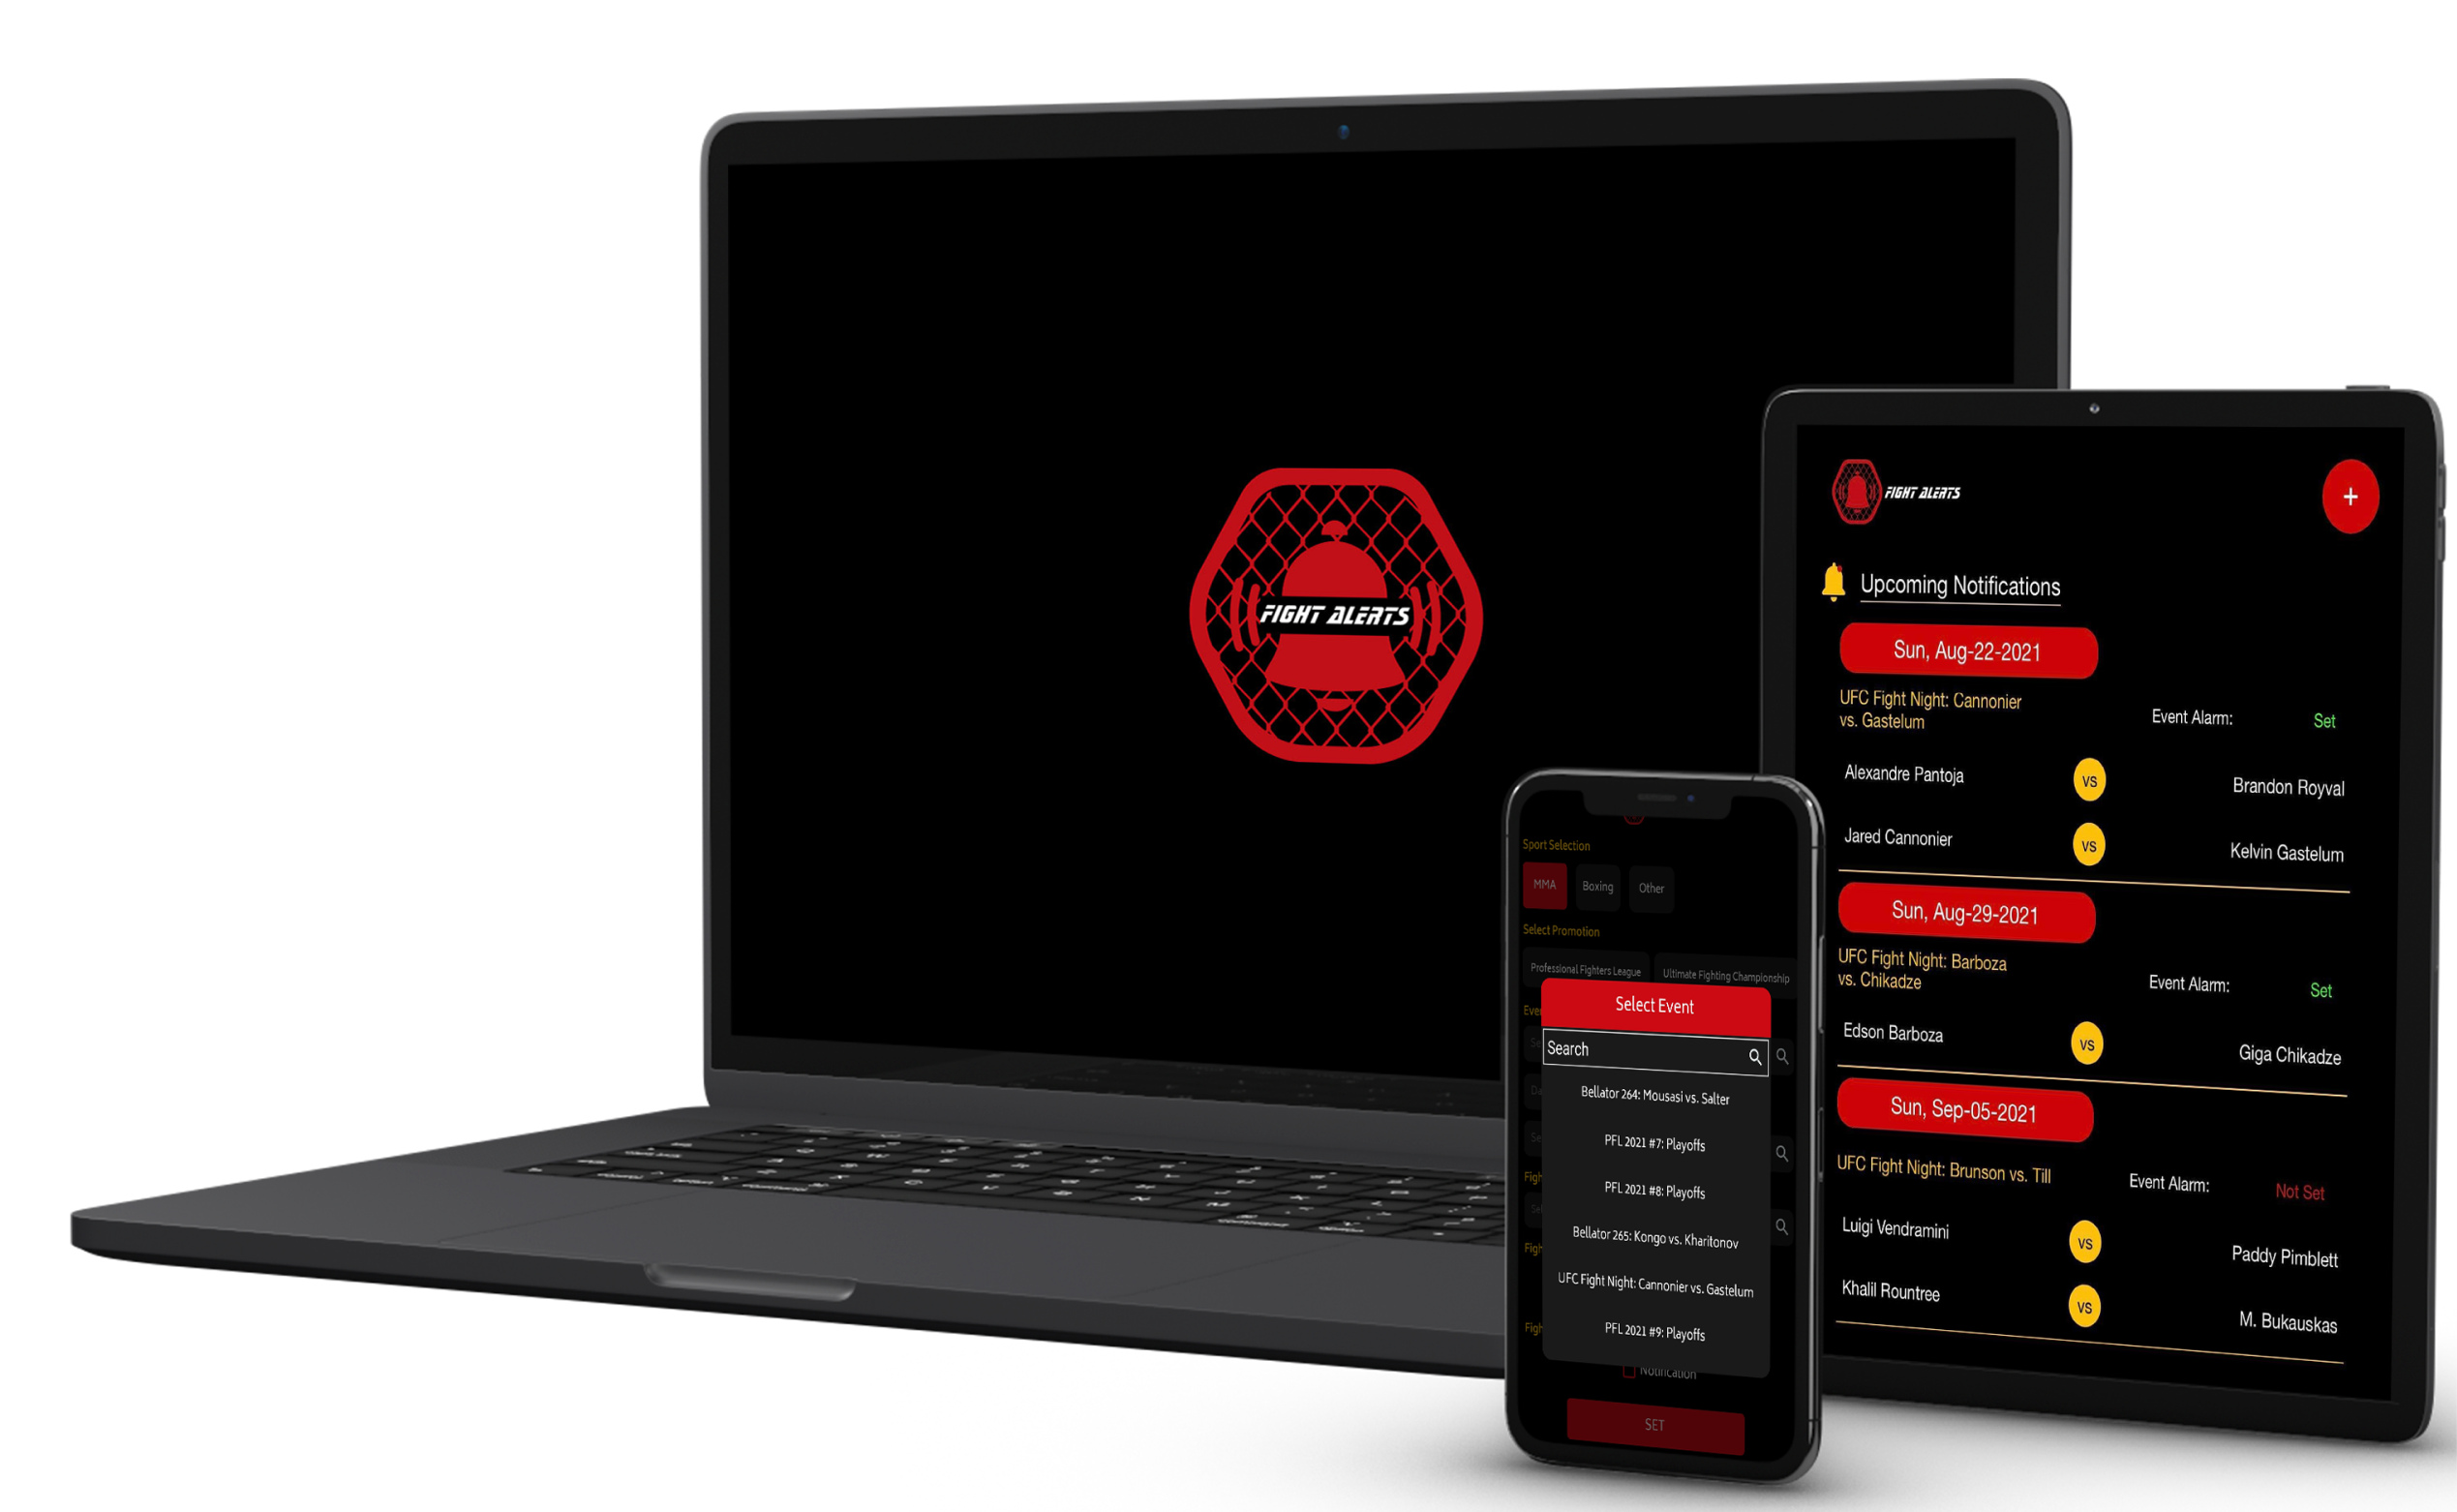 FIGHT ALERTS
FIGHT ALERTS
+
Upcoming Notifications
Sun, Aug-22-2021
UFC Fight Night: Cannonier
vs. Gastelum
Event Alarm: Set
Alexandre Pantoja vs Brandon Royval
Jared Cannonier vs Kelvin Gastelum
Sun, Aug-29-2021
UFC Fight Night: Barboza
vs. Chikadze
Event Alarm: Set
Edson Barboza vs Giga Chikadze
Sun, Sep-05-2021
UFC Fight Night: Brunson vs. Till
Event Alarm: Not Set
Luigi Vendramini vs Paddy Pimblett
Khalil Rountree vs M. Bukauskas
Sport Selection
MMA Boxing Other
Select Promotion
Professional Fighters League Ultimate Fighting Championship
Select Event
Search
Bellator 264: Mousasi vs. Salter
PFL 2021 #7: Playoffs
PFL 2021 #8: Playoffs
Bellator 265: Kongo vs. Kharitonov
UFC Fight Night: Cannonier vs. Gastelum
PFL 2021 #9: Playoffs
Notification
SET